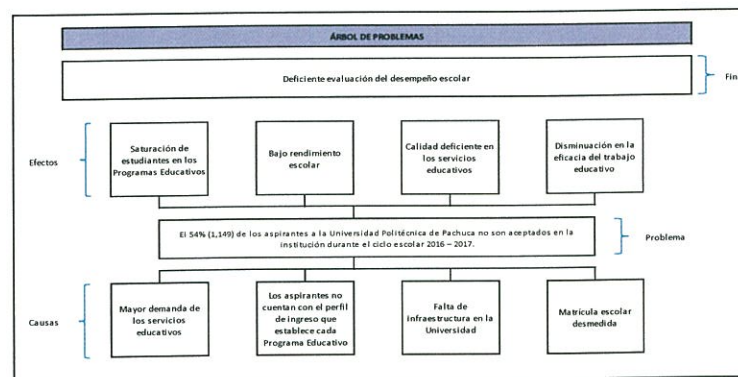 ÁRBOL DE PROBLEMAS
Deficiente evaluación del desempeño escolar
Fin
Efectos
Saturación de
estudiantes en los
Programas Educativos
Bajo rendimiento
escolar
Calidad deficiente en
los servicios
educativos
Disminuación en la
eficacia del trabajo
educativo
El 54% (1,149) de los aspirantes a la Universidad Politécnica de Pachuca no son aceptados en la
institución durante el ciclo escolar 2016 – 2017.
Problema
Causas
Mayor demanda de
los servicios
educativos
Los aspirantes no
cuentan con el perfil
de ingreso que
establece cada
Programa Educativo
Falta de
infraestructura en la
Universidad
Matrícula escolar
desmedida